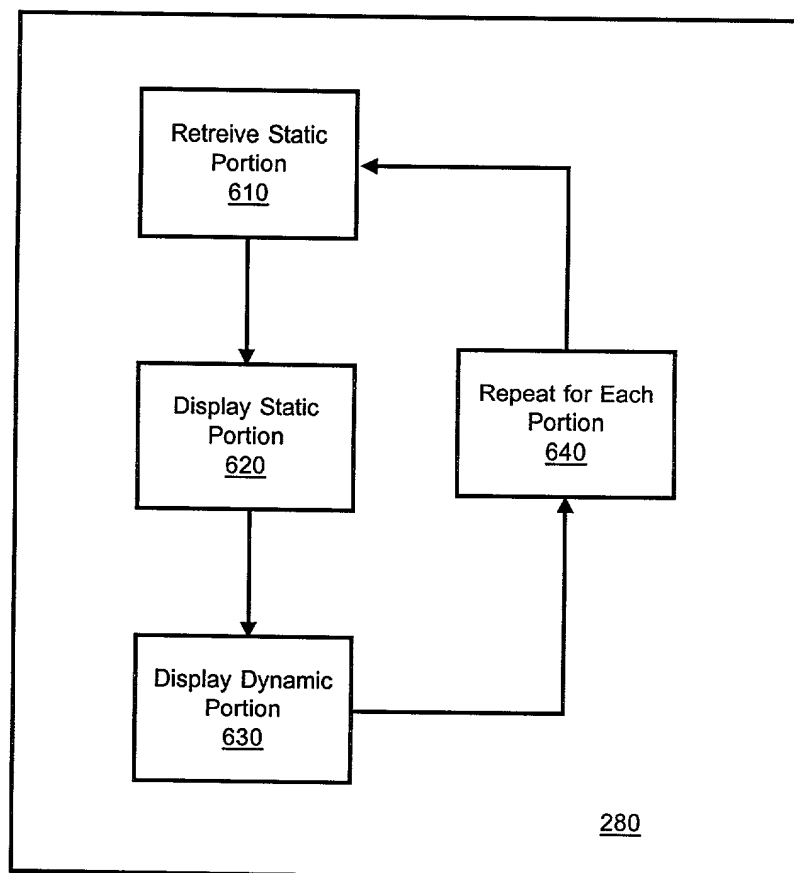 Retreive Static
Portion
610
Display Static
Portion
620
Repeat for Each
Portion
640
Display Dynamic
Portion
630
280